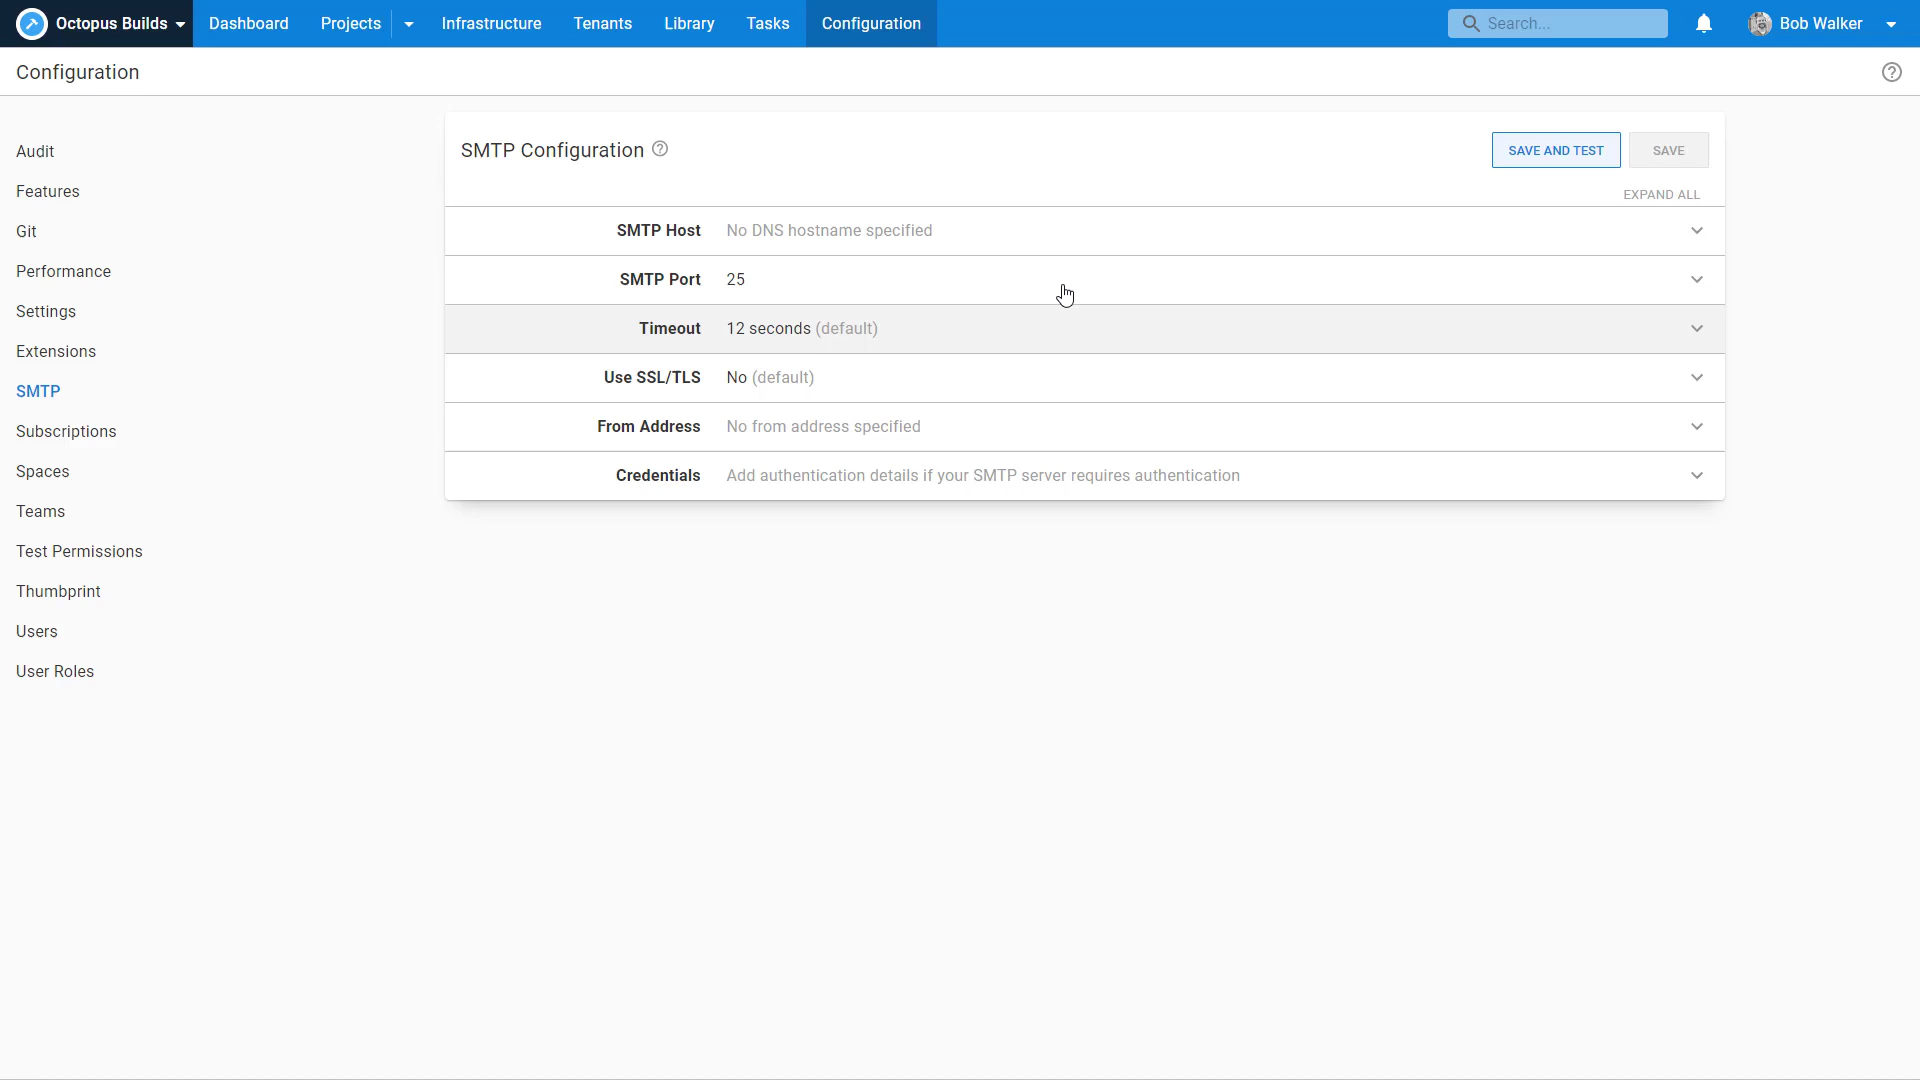 Octopus Builds
Dashboard
Projects
Infrastructure
Tenants
Library
Tasks
Configuration
Search...
Bob Walker
Configuration
Audit
Features
Git
Performance
Settings
Extensions
SMTP
Subscriptions
Spaces
Teams
Test Permissions
Thumbprint
Users
User Roles
SMTP Configuration
SAVE AND TEST
SAVE
EXPAND ALL
SMTP Host No DNS hostname specified
SMTP Port 25
Timeout 12 seconds (default)
Use SSL/TLS No (default)
From Address No from address specified
Credentials Add authentication details if your SMTP server requires authentication